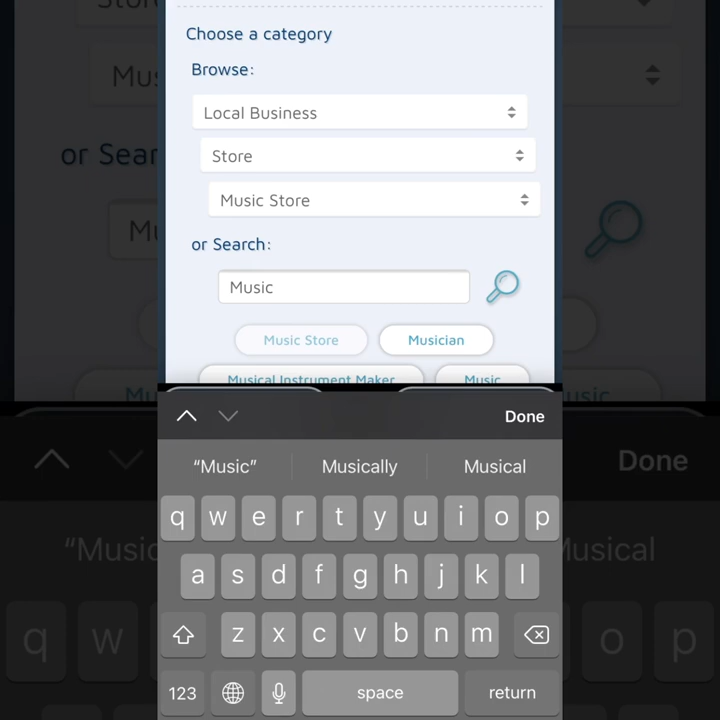 Choose a category
Browse:
Local Business
Store
Music Store
or Search:
Music
Music Store Musician
Musical Instrument Maker Music
Done
“Music” Musically Musical
q w e r t y u i o p
a s d f g h j k l
z x c v b n m
123 space return